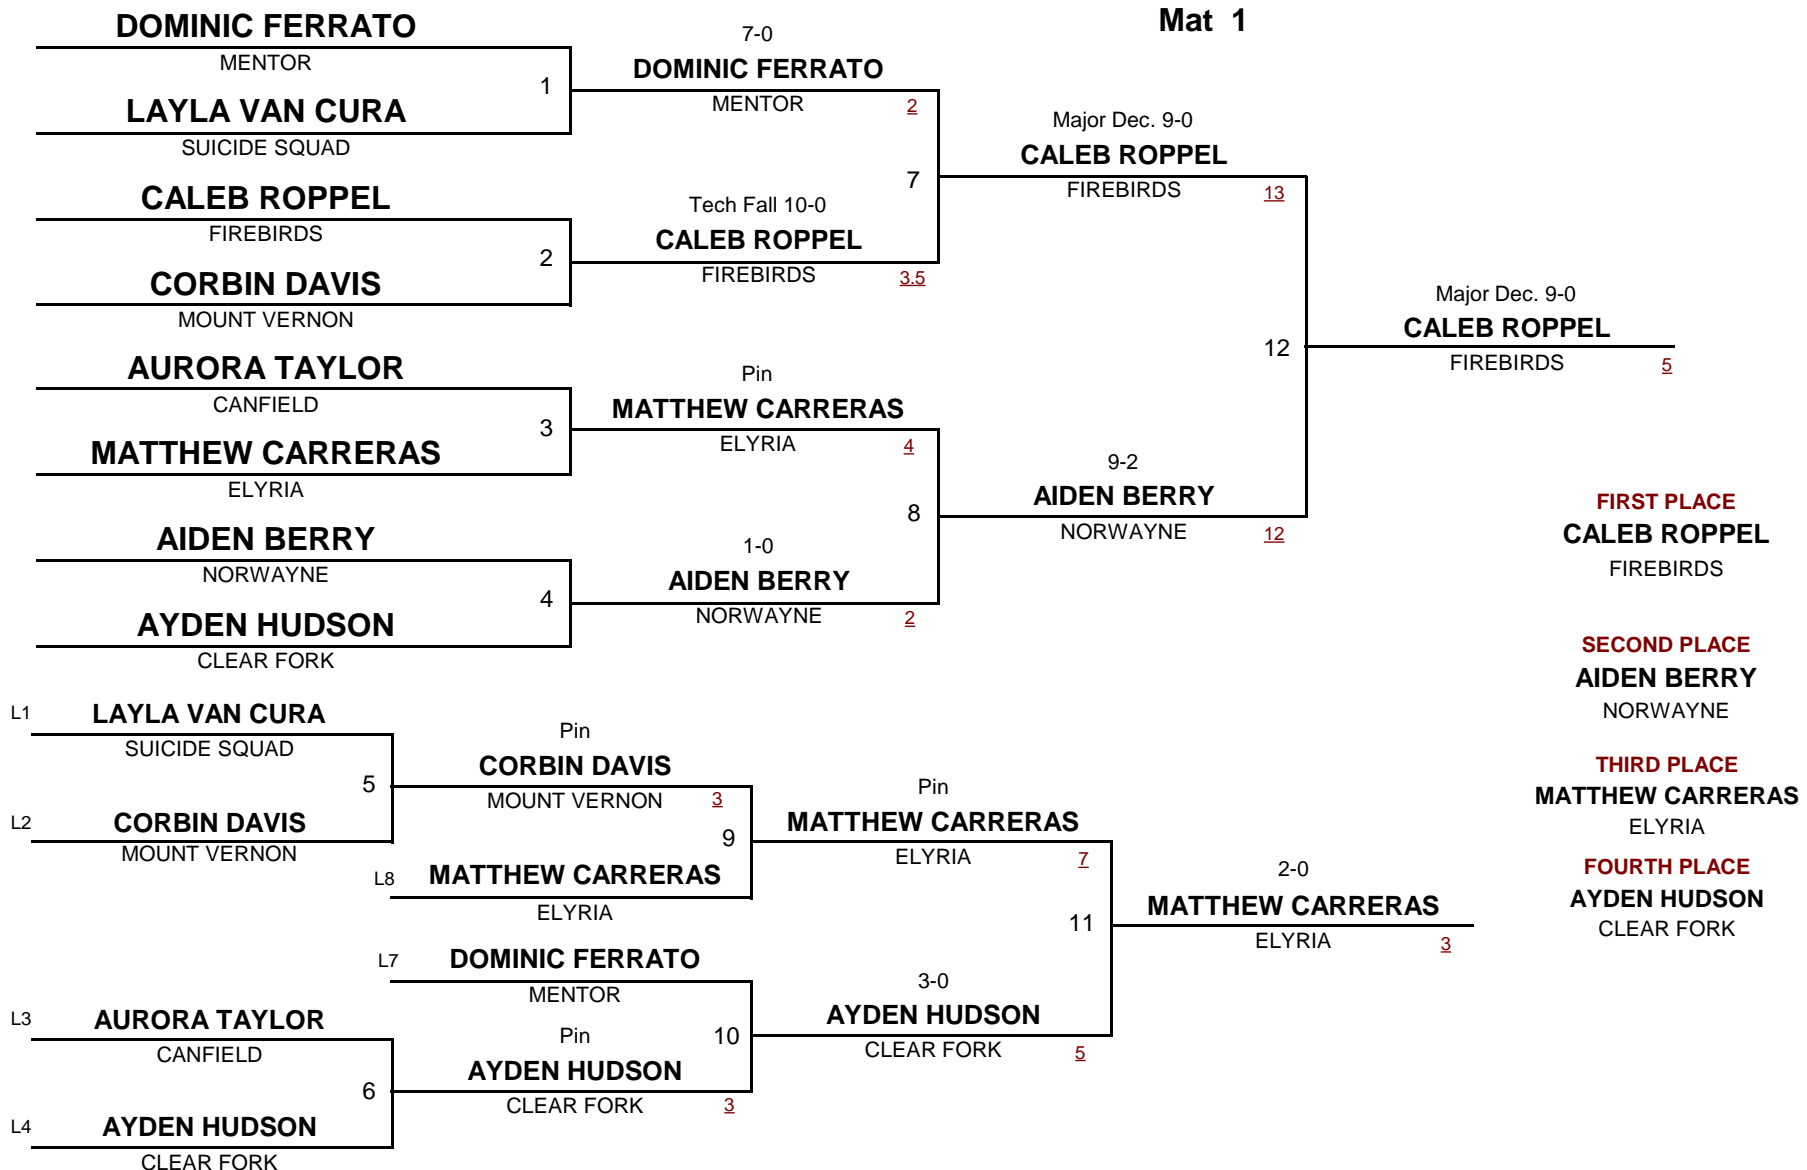 Mat 1
DOMINIC FERRATO
MENTOR
1
LAYLA VAN CURA
SUICIDE SQUAD
CALEB ROPPEL
FIREBIRDS
2
CORBIN DAVIS
MOUNT VERNON
AURORA TAYLOR
CANFIELD
3
MATTHEW CARRERAS
ELYRIA
AIDEN BERRY
NORWAYNE
4
AYDEN HUDSON
CLEAR FORK
7-0
DOMINIC FERRATO
MENTOR 2
7
Tech Fall 10-0
CALEB ROPPEL
FIREBIRDS 3.5
Pin
MATTHEW CARRERAS
ELYRIA 4
8
1-0
AIDEN BERRY
NORWAYNE 2
Major Dec. 9-0
CALEB ROPPEL
FIREBIRDS 13
12
9-2
AIDEN BERRY
NORWAYNE 12
Major Dec. 9-0
CALEB ROPPEL
FIREBIRDS 5
FIRST PLACE
CALEB ROPPEL
FIREBIRDS
SECOND PLACE
AIDEN BERRY
NORWAYNE
THIRD PLACE
MATTHEW CARRERAS
ELYRIA
FOURTH PLACE
AYDEN HUDSON
CLEAR FORK
L1 LAYLA VAN CURA
SUICIDE SQUAD
5
L2 CORBIN DAVIS
MOUNT VERNON
L3 AURORA TAYLOR
CANFIELD
6
L4 AYDEN HUDSON
CLEAR FORK
Pin
CORBIN DAVIS
MOUNT VERNON 3
9
L8 MATTHEW CARRERAS
ELYRIA
L7 DOMINIC FERRATO
MENTOR
10
Pin
AYDEN HUDSON
CLEAR FORK 3
Pin
MATTHEW CARRERAS
ELYRIA 7
11
3-0
AYDEN HUDSON
CLEAR FORK 5
2-0
MATTHEW CARRERAS
ELYRIA 3